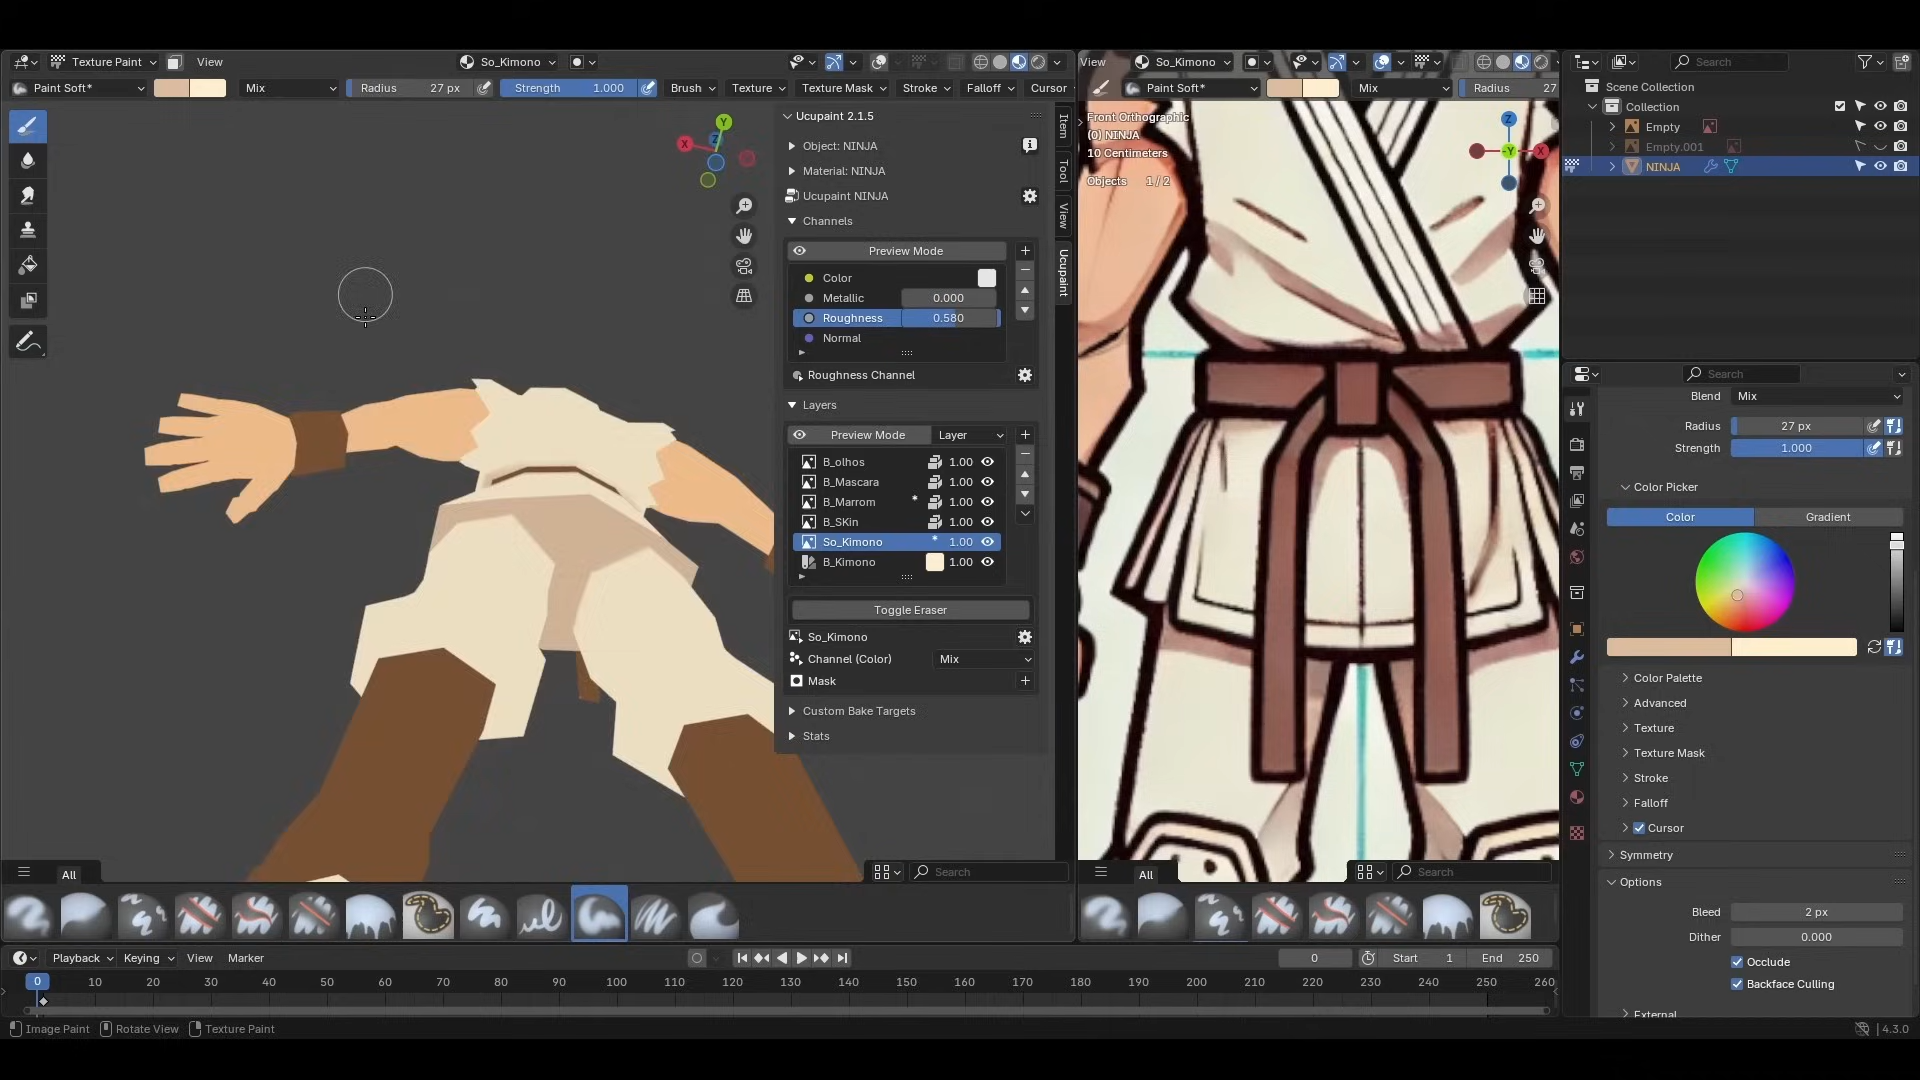 Texture Paint View So_Kimono
Paint Soft* Mix Radius 27 px Strength 1.000 Brush Texture Texture Mask Stroke Falloff Cursor
Y
X
Z
Ucupaint 2.1.5
Object: NINJA
Material: NINJA
Ucupaint NINJA
Channels
Preview Mode
Color
Metallic 0.000
Roughness 0.580
Normal
Roughness Channel
Layers
Preview Mode Layer
B_olhos 1.00
B_Mascara 1.00
B_Marrom * 1.00
B_SKin 1.00
So_Kimono * 1.00
B_Kimono 1.00
Toggle Eraser
So_Kimono
Channel (Color) Mix
Mask
Custom Bake Targets
Stats
Item
Tool
View
Ucupaint
All Search
View So_Kimono
Paint Soft* Mix Radius 27
Front Orthographic
(0) NINJA
10 Centimeters
Objects 1 / 2
Z
-Y
X
All Search
Search
Scene Collection
Collection
Empty
Empty.001
NINJA
Search
Blend Mix
Radius 27 px
Strength 1.000
Color Picker
Color Gradient
Color Palette
Advanced
Texture
Texture Mask
Stroke
Falloff
Cursor
Symmetry
Options
Bleed 2 px
Dither 0.000
Occlude
Backface Culling
External
Playback Keying View Marker 0 Start 1 End 250
0 10 20 30 40 50 60 70 80 90 100 110 120 130 140 150 160 170 180 190 200 210 220 230 240 250 260
Image Paint Rotate View Texture Paint 4.3.0